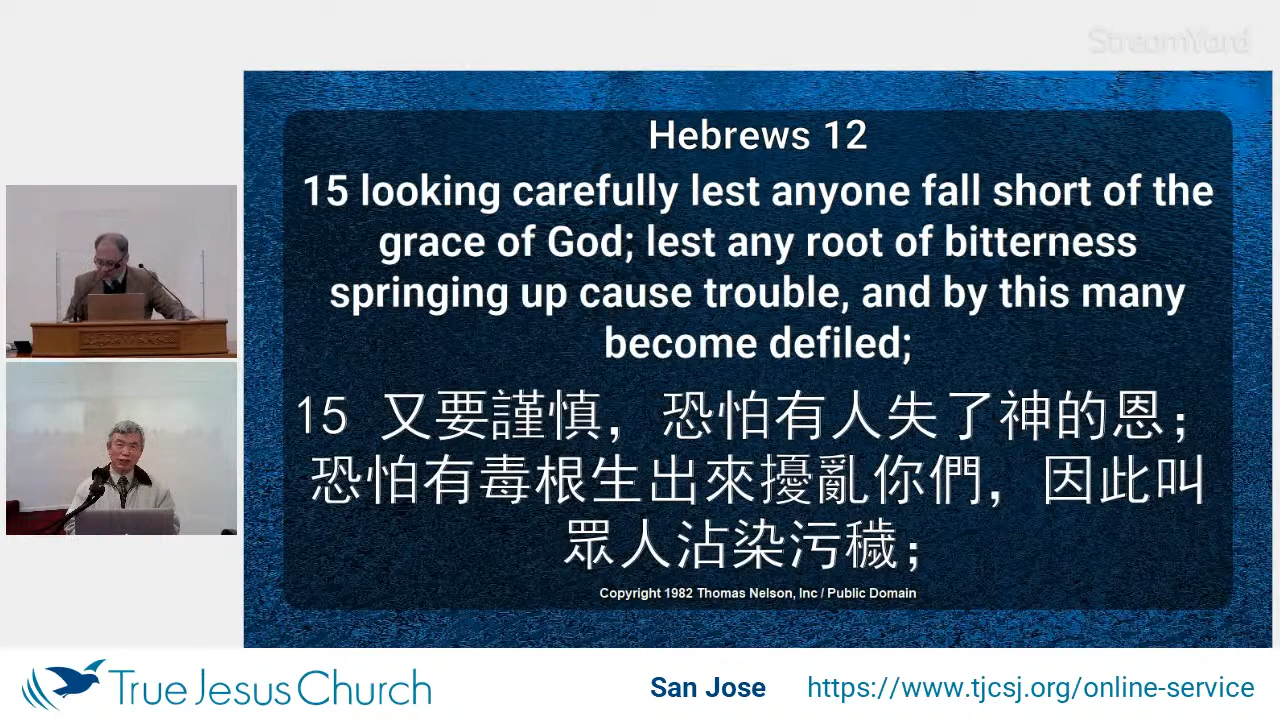 StreamYard
Hebrews 12
15 looking carefully lest anyone fall short of the
grace of God; lest any root of bitterness
springing up cause trouble, and by this many
become defiled;
15 又要謹慎，恐怕有人失了神的恩；
恐怕有毒根生出來擾亂你們，因此叫
眾人沾染污穢；
Copyright 1982 Thomas Nelson, Inc / Public Domain
True Jesus Church
San Jose
https://www.tjcsj.org/online-service